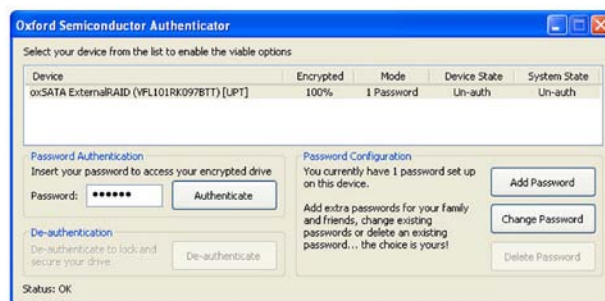 Oxford Semiconductor Authenticator
Select your device from the list to enable the viable options
Device Encrypted Mode Device State System State
oxSATA ExternalRAID (VFL101RK097BTT) [UPT] 100% 1 Password Un-auth Un-auth
Password Authentication
Insert your password to access your encrypted drive
Password: ●●●●●● Authenticate
De-authentication
De-authenticate to lock and
secure your drive
De-authenticate
Password Configuration
You currently have 1 password set up
on this device.
Add extra passwords for your family
and friends, change existing
passwords or delete an existing
password... the choice is yours!
Add Password
Change Password
Delete Password
Status: OK